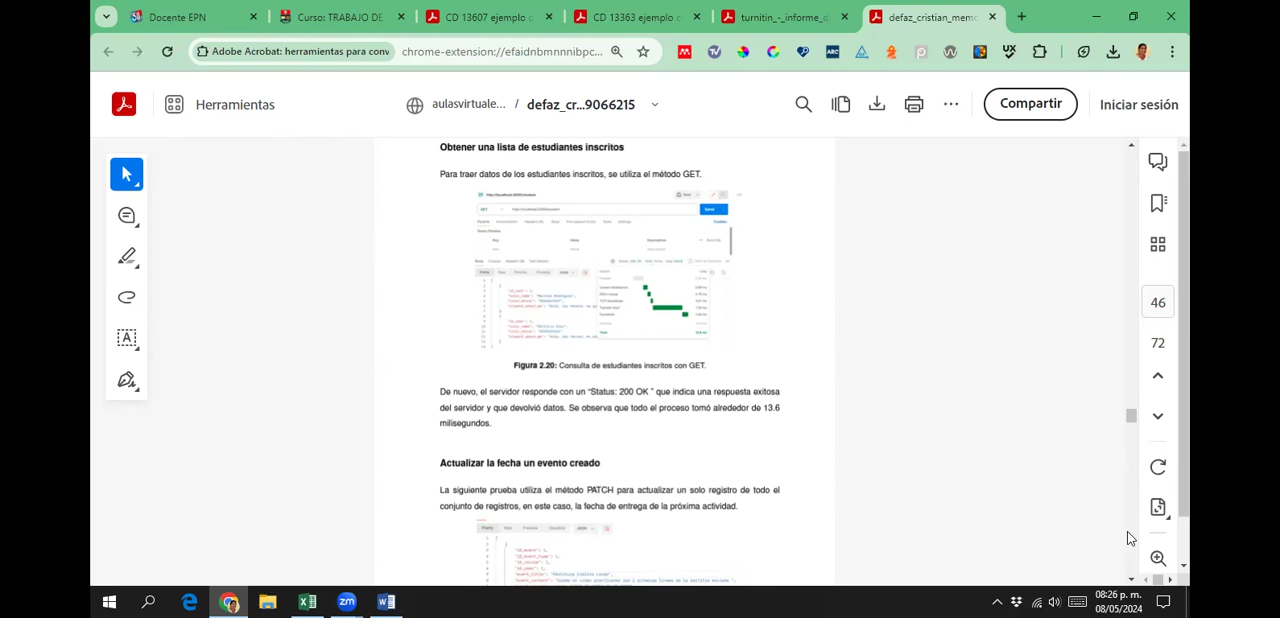 Docente EPN
Curso: TRABAJO DE
CD 13607 ejemplo d
CD 13363 ejemplo c
turnitin_-_informe_d
defaz_cristian_memo
Adobe Acrobat: herramientas para conv
chrome-extension://efaidnbmnnnibpc...
Herramientas
aulasvirtuale... / defaz_cr...9066215
Compartir
Iniciar sesión
Obtener una lista de estudiantes inscritos
Para traer datos de los estudiantes inscritos, se utiliza el método GET.
GET
Send
Figura 2.20: Consulta de estudiantes inscritos con GET.
De nuevo, el servidor responde con un “Status: 200 OK ” que indica una respuesta exitosa
del servidor y que devolvió datos. Se observa que todo el proceso tomó alrededor de 13.6
milisegundos.
Actualizar la fecha un evento creado
La siguiente prueba utiliza el método PATCH para actualizar un solo registro de todo el
conjunto de registros, en este caso, la fecha de entrega de la próxima actividad.
46
72
08:26 p. m.
08/05/2024